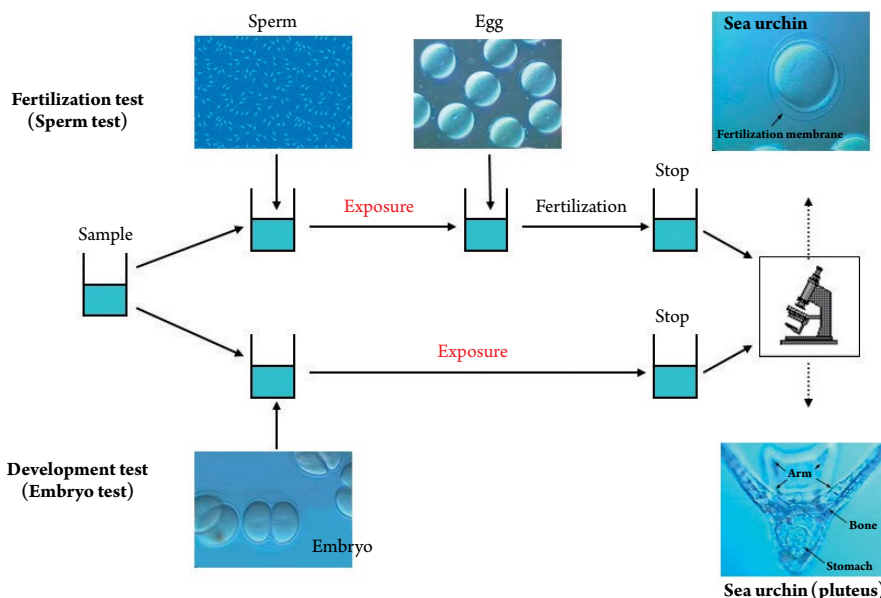 Sperm
Egg
Sea urchin
Fertilization membrane
Fertilization test
(Sperm test)
Sample
Exposure
Fertilization
Stop
Exposure
Stop
Development test
(Embryo test)
Embryo
Arm
Bone
Stomach
Sea urchin (pluteus)